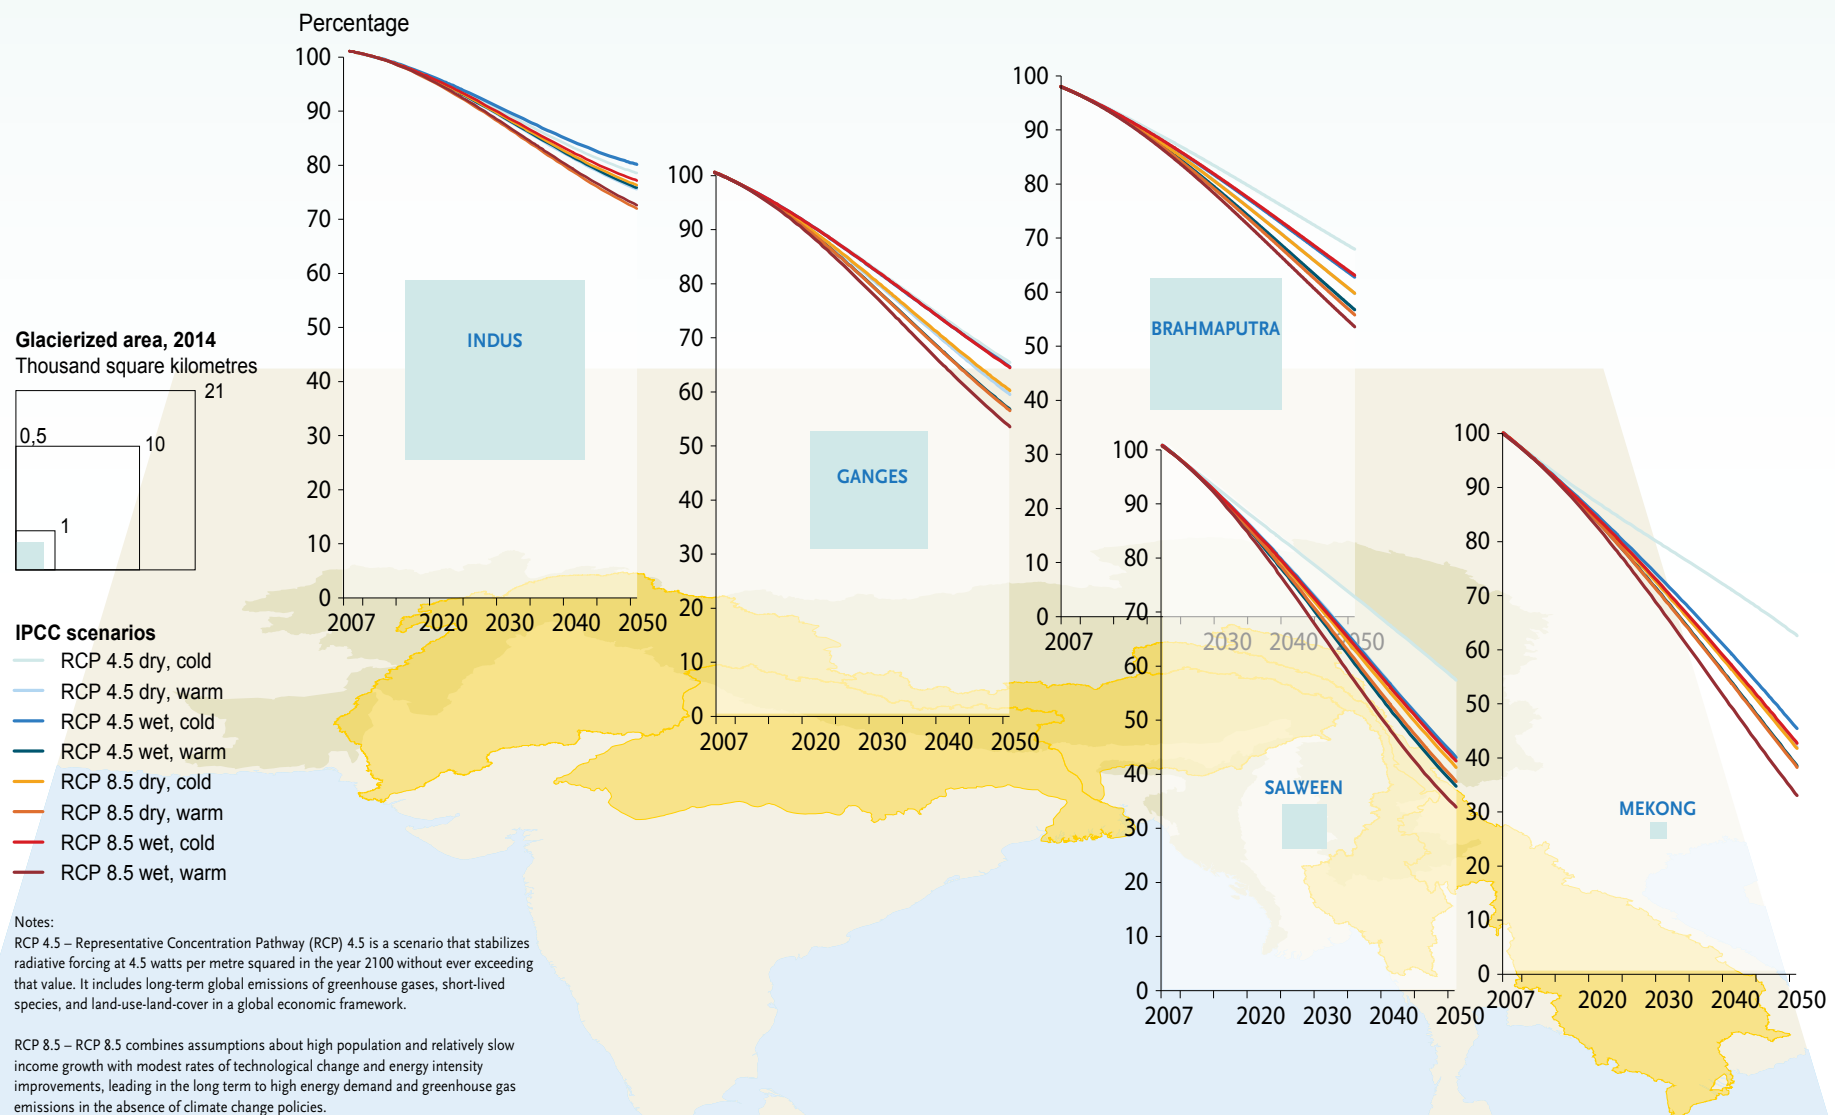 Percentage
100
90
80
70
60
50
40
30
20
10
0
2007 2020 2030 2040 2050
INDUS
100
90
80
70
60
50
40
30
20
10
0
2007 2020 2030 2040 2050
GANGES
100
90
80
70
60
50
40
30
20
10
0
2007 2030 2040 2050
BRAHMAPUTRA
100
90
80
70
60
50
40
30
20
10
0
2007 2020 2030 2040 2050
SALWEEN
100
90
80
70
60
50
40
30
20
10
0
2007 2020 2030 2040 2050
MEKONG
Glacierized area, 2014
Thousand square kilometres
21
0,5
10
1
IPCC scenarios
RCP 4.5 dry, cold
RCP 4.5 dry, warm
RCP 4.5 wet, cold
RCP 4.5 wet, warm
RCP 8.5 dry, cold
RCP 8.5 dry, warm
RCP 8.5 wet, cold
RCP 8.5 wet, warm
Notes:
RCP 4.5 – Representative Concentration Pathway (RCP) 4.5 is a scenario that stabilizes
radiative forcing at 4.5 watts per metre squared in the year 2100 without ever exceeding
that value. It includes long-term global emissions of greenhouse gases, short-lived
species, and land-use-land-cover in a global economic framework.
RCP 8.5 – RCP 8.5 combines assumptions about high population and relatively slow
income growth with modest rates of technological change and energy intensity
improvements, leading in the long term to high energy demand and greenhouse gas
emissions in the absence of climate change policies.